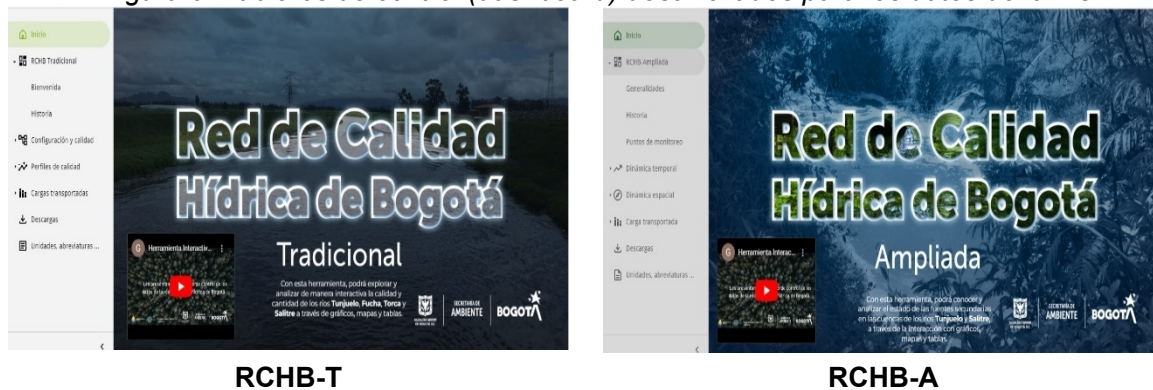 Inicio
RCHB Tradicional
Bienvenida
Historia
Configuración y calidad
Perfiles de calidad
Cargas transportadas
Descargas
Unidades, abreviaturas ...
Red de Calidad
Hídrica de Bogotá
Tradicional
G Herramienta Interactiv...
Con esta herramienta, podrá explorar y
analizar de manera interactiva la calidad y
cantidad de los ríos Tunjuelo, Fucha, Torca y
Salitre a través de gráficos, mapas y tablas.
SECRETARÍA DE
AMBIENTE
BOGOTÁ
RCHB-T
Inicio
RCHB-Ampliada
Generalidades
Historia
Puntos de monitoreo
Dinámica temporal
Dinámica espacial
Carga transportada
Descargas
Unidades, abreviaturas ...
Red de Calidad
Hídrica de Bogotá
Ampliada
G Herramienta Interac...
Con esta herramienta, podrá conocer y
analizar el estado de las fuentes secundarias
en las cuencas de los ríos Tunjuelo y Salitre,
a través de la interacción con gráficos,
mapas y tablas.
SECRETARÍA DE
AMBIENTE
BOGOTÁ
RCHB-A